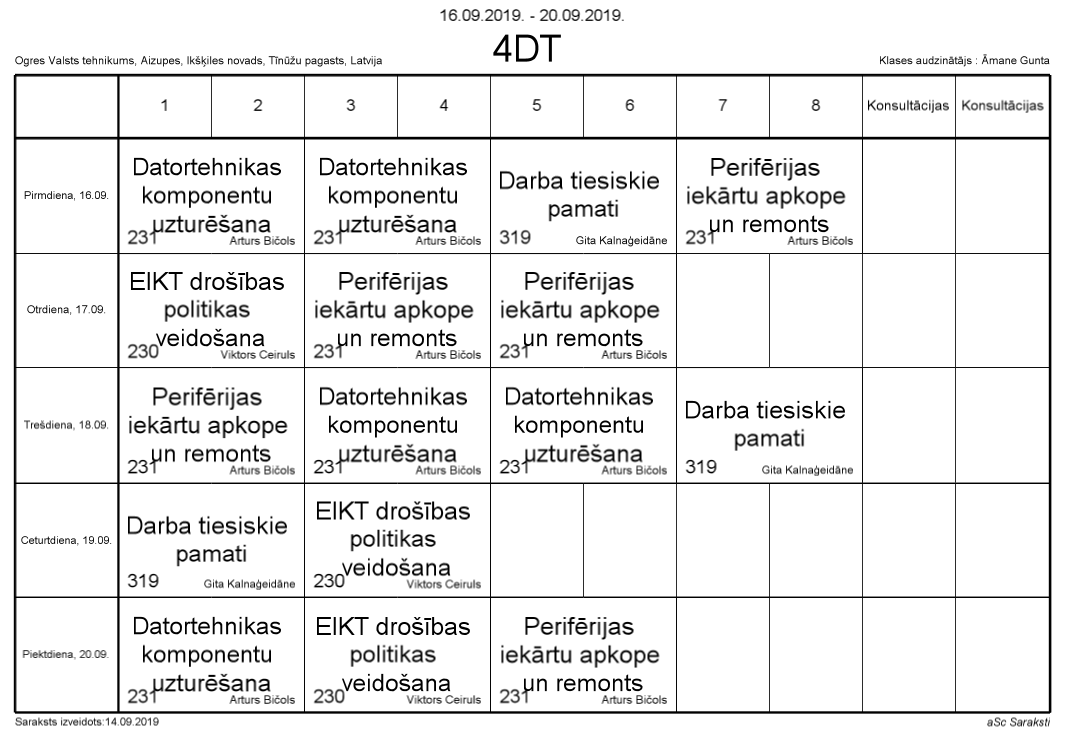 16.09.2019. - 20.09.2019.
4DT
Ogres Valsts tehnikums, Aizupes, Ikšķiles novads, Tīnūžu pagasts, Latvija
Klases audzinātājs : Āmane Gunta
1 2 3 4 5 6 7 8 Konsultācijas Konsultācijas
Pirmdiena, 16.09.
Datortehnikas
komponentu
uzturēšana
231 Arturs Bičols
Datortehnikas
komponentu
uzturēšana
231 Arturs Bičols
Darba tiesiskie
pamati
319 Gita Kalnaģeidāne
Perifērijas
iekārtu apkope
un remonts
231 Arturs Bičols
Otrdiena, 17.09.
EIKT drošības
politikas
veidošana
230 Viktors Ceiruls
Perifērijas
iekārtu apkope
un remonts
231 Arturs Bičols
Perifērijas
iekārtu apkope
un remonts
231 Arturs Bičols
Trešdiena, 18.09.
Perifērijas
iekārtu apkope
un remonts
231 Arturs Bičols
Datortehnikas
komponentu
uzturēšana
231 Arturs Bičols
Datortehnikas
komponentu
uzturēšana
231 Arturs Bičols
Darba tiesiskie
pamati
319 Gita Kalnaģeidāne
Ceturtdiena, 19.09.
Darba tiesiskie
pamati
319 Gita Kalnaģeidāne
EIKT drošības
politikas
veidošana
230 Viktors Ceiruls
Piektdiena, 20.09.
Datortehnikas
komponentu
uzturēšana
231 Arturs Bičols
EIKT drošības
politikas
veidošana
230 Viktors Ceiruls
Perifērijas
iekārtu apkope
un remonts
231 Arturs Bičols
Saraksts izveidots:14.09.2019
aSc Saraksti